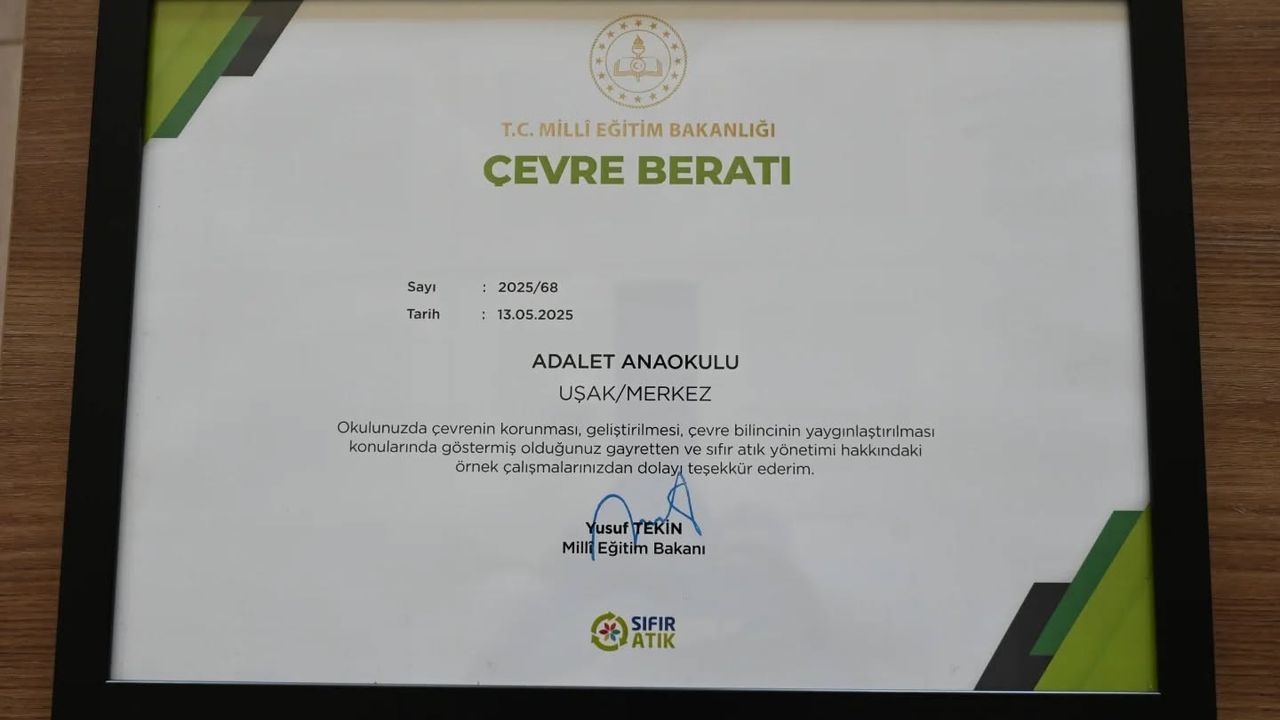 T.C. MİLLÎ EĞİTİM BAKANLIĞI
ÇEVRE BERATI
Sayı : 2025/68
Tarih : 13.05.2025
ADALET ANAOKULU
UŞAK/MERKEZ
Okulunuzda çevrenin korunması, geliştirilmesi, çevre bilincinin yaygınlaştırılması
konularında göstermiş olduğunuz gayretten ve sıfır atık yönetimi hakkındaki
örnek çalışmalarınızdan dolayı teşekkür ederim.
Yusuf TEKİN
Millî Eğitim Bakanı
SIFIR
ATIK